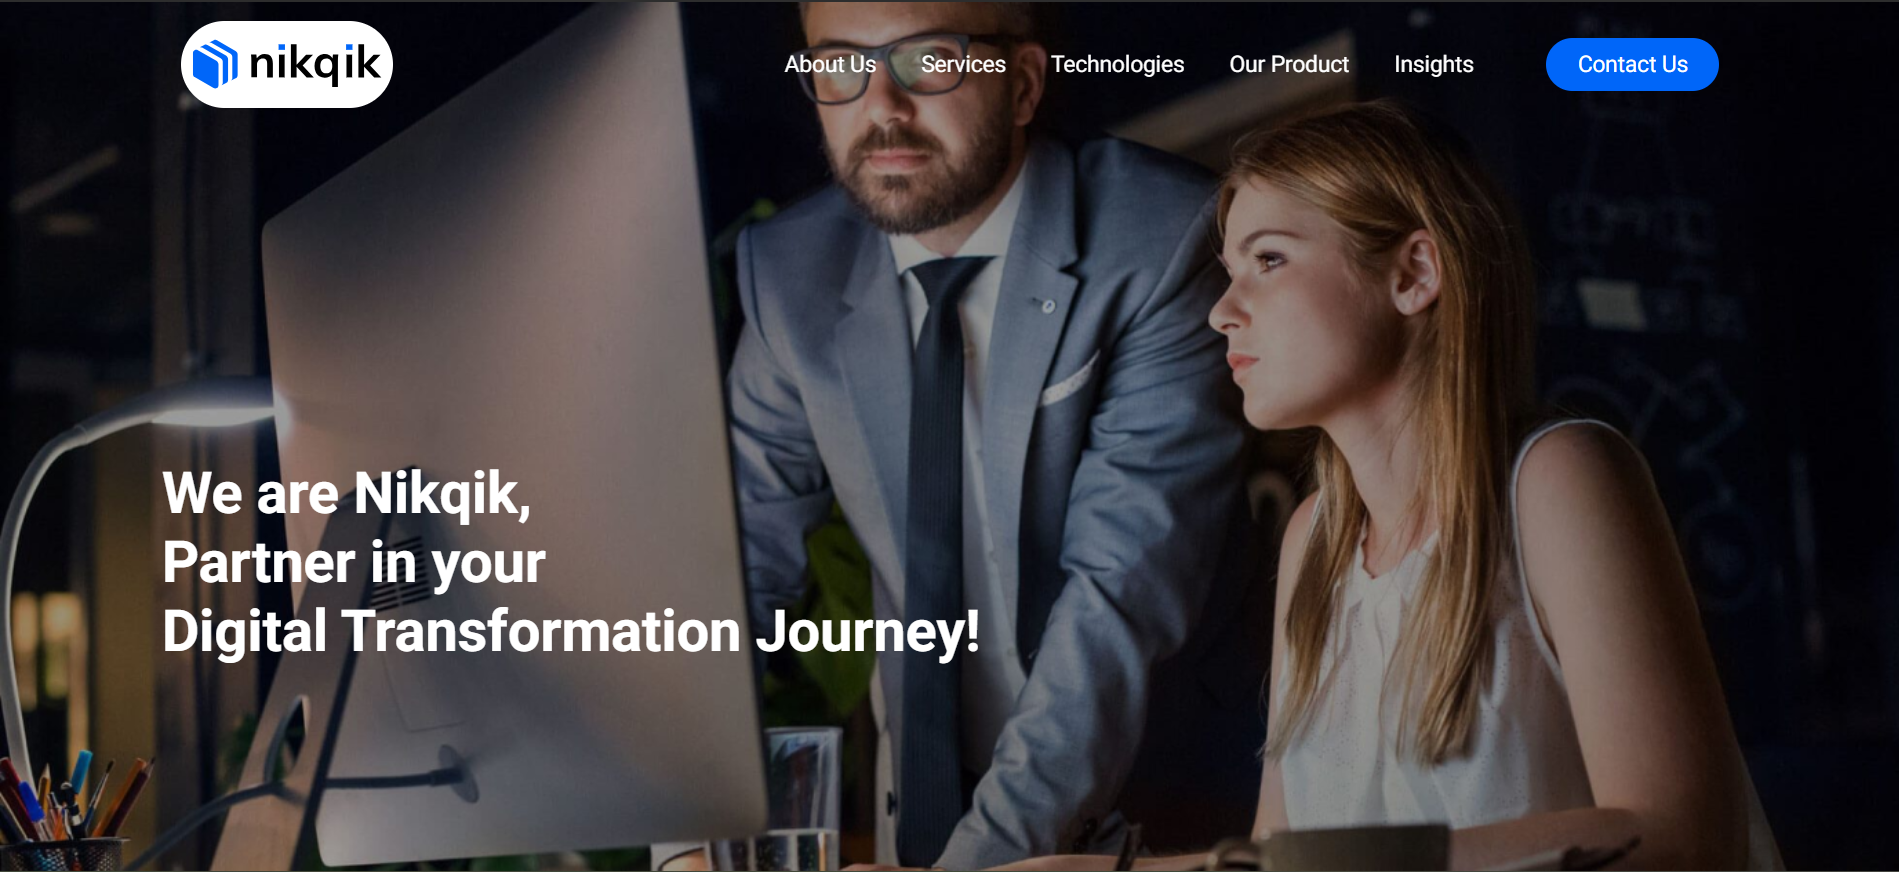 nikqik
About Us
Services
Technologies
Our Product
Insights
Contact Us
We are Nikqik,
Partner in your
Digital Transformation Journey!